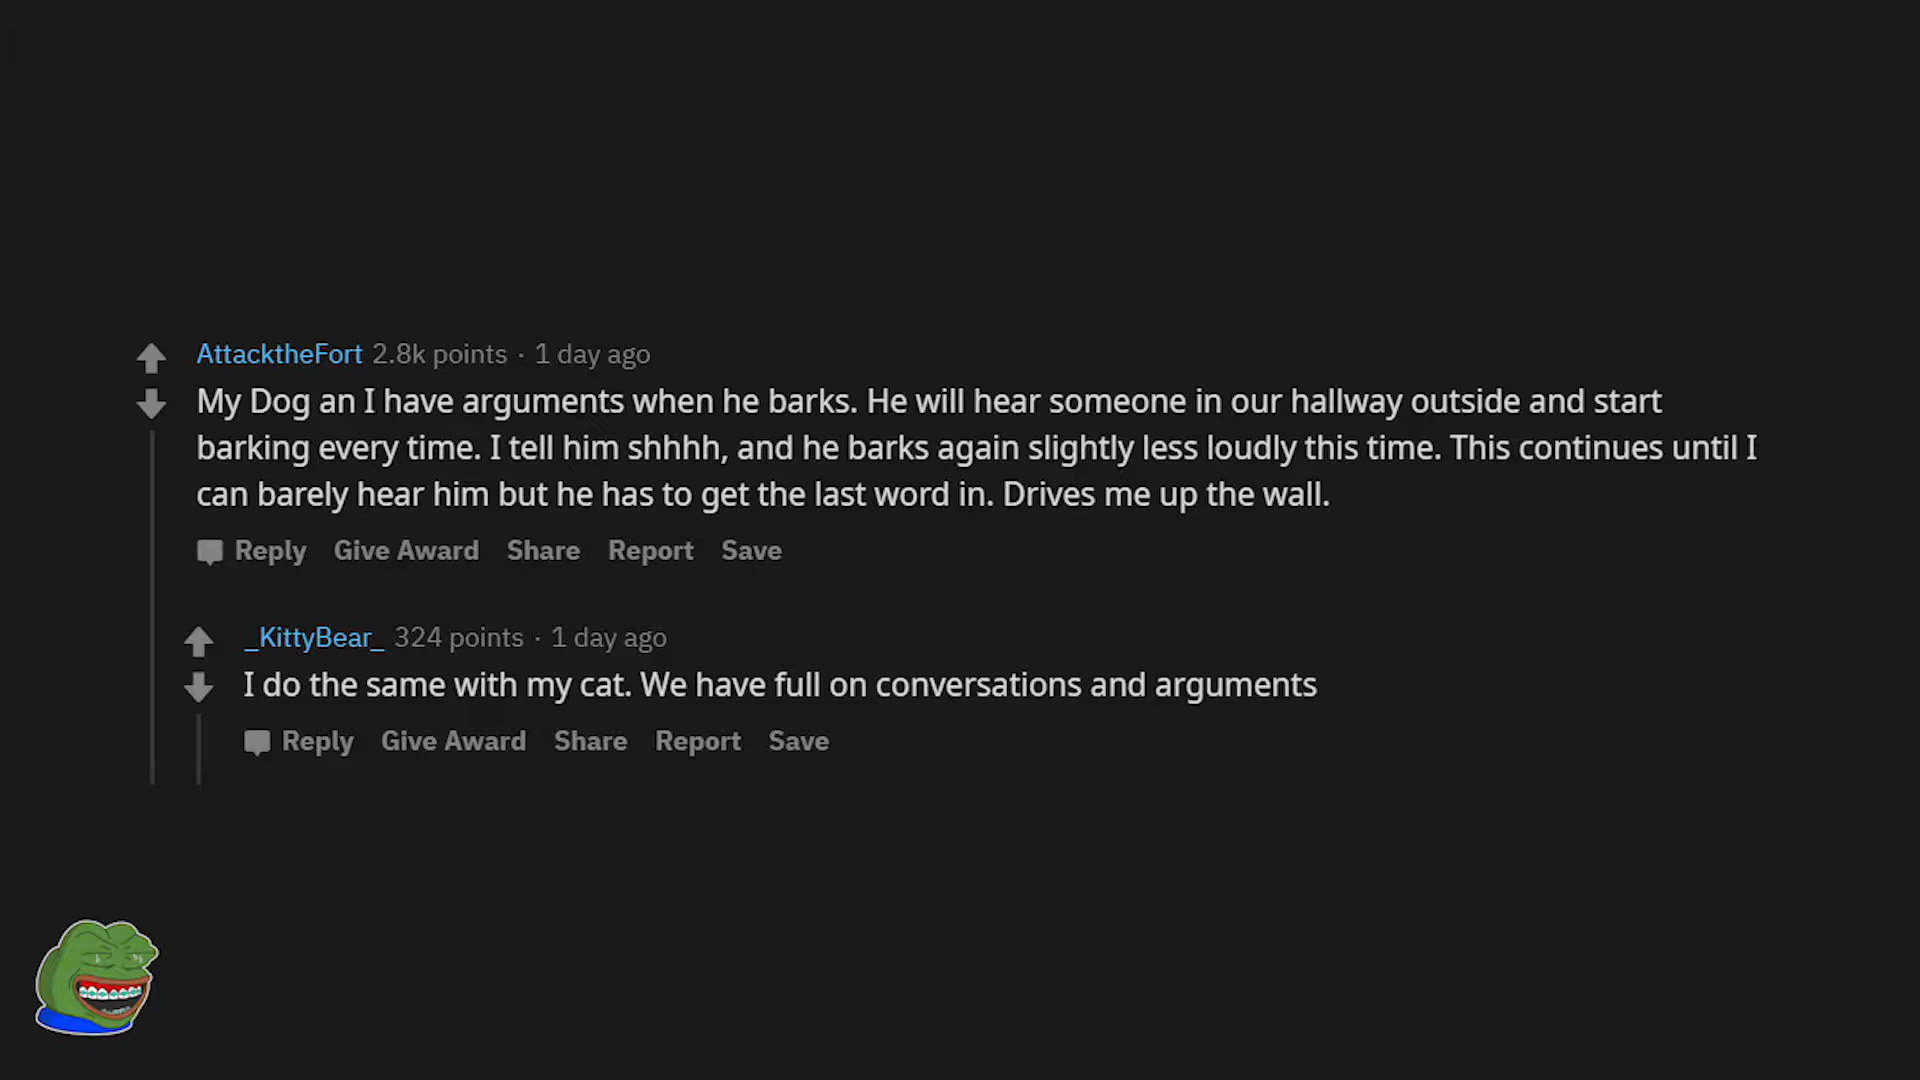 AttacktheFort 2.8k points · 1 day ago
My Dog an I have arguments when he barks. He will hear someone in our hallway outside and start
barking every time. I tell him shhhh, and he barks again slightly less loudly this time. This continues until I
can barely hear him but he has to get the last word in. Drives me up the wall.
Reply Give Award Share Report Save
_KittyBear_ 324 points · 1 day ago
I do the same with my cat. We have full on conversations and arguments
Reply Give Award Share Report Save